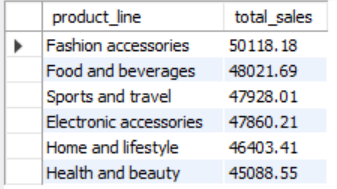 product_line total_sales
Fashion accessories 50118.18
Food and beverages 48021.69
Sports and travel 47928.01
Electronic accessories 47860.21
Home and lifestyle 46403.41
Health and beauty 45088.55